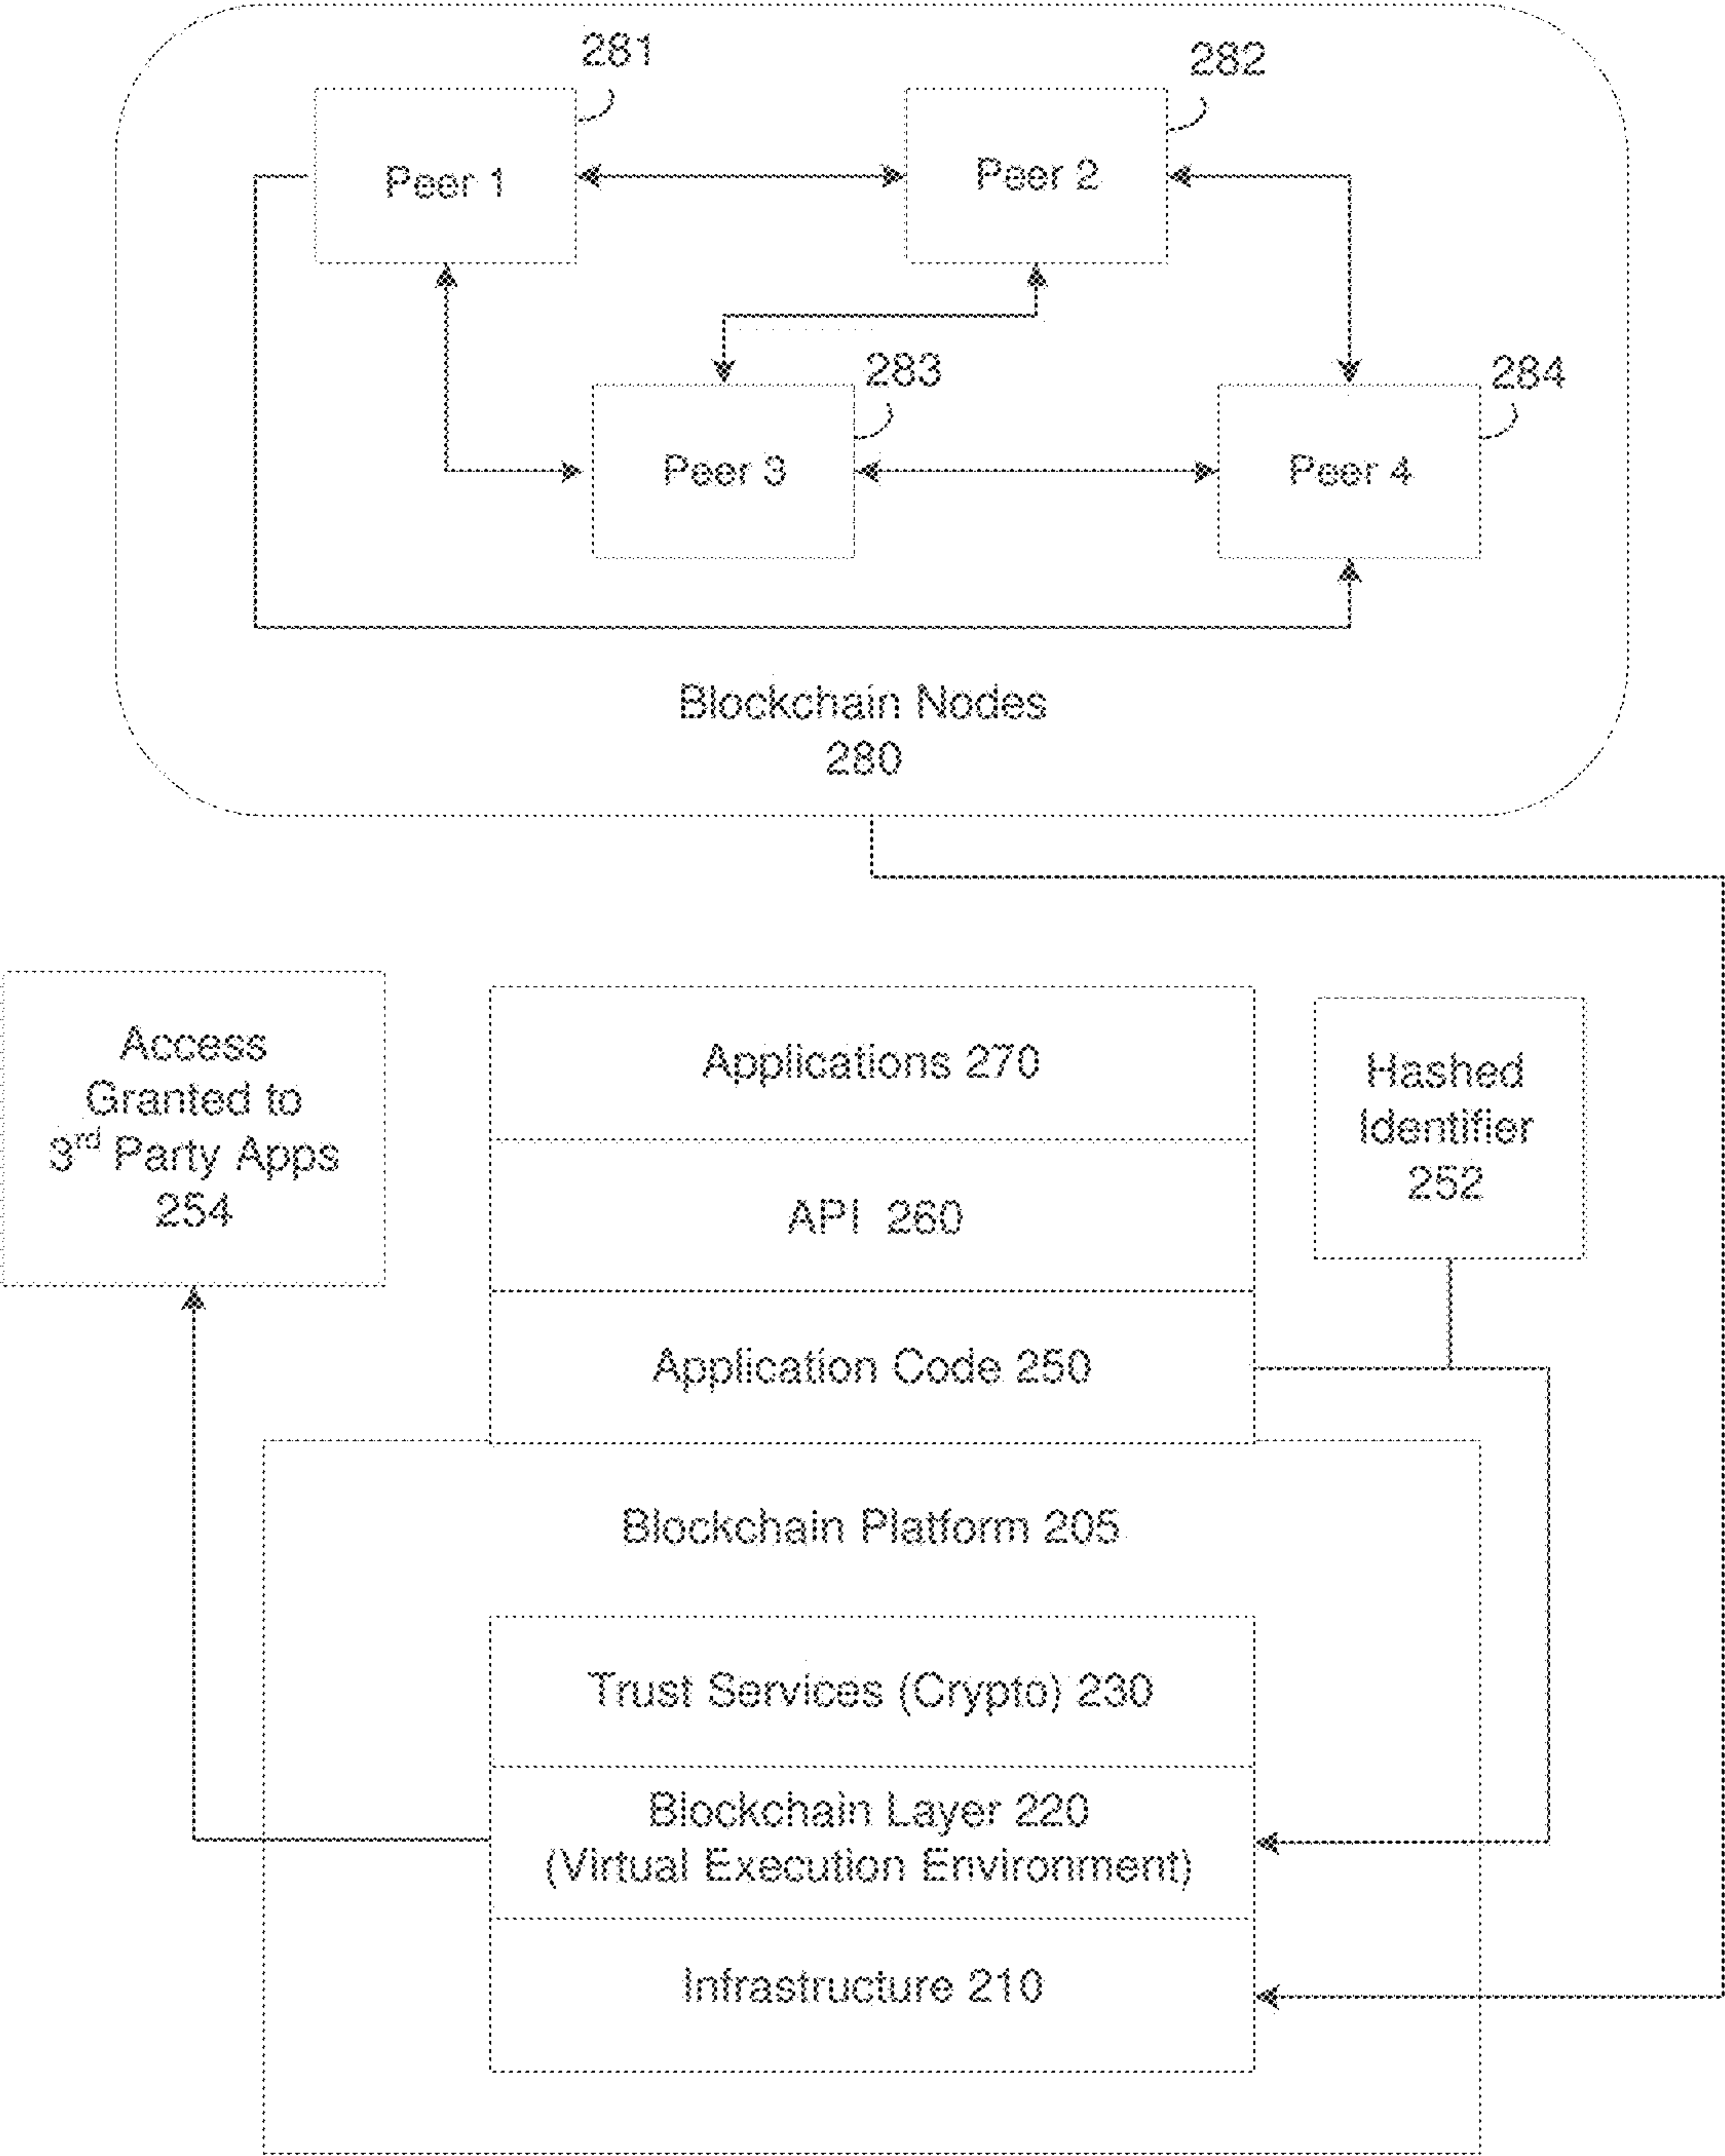 281
282
Peer 1
Peer 2
283
284
Peer 3
Peer 4
Blockchain Nodes
280
Access
Granted to
3rd Party Apps
254
Applications 270
API 260
Application Code 250
Hashed
Identifier
252
Blockchain Platform 205
Trust Services (Crypto) 230
Blockchain Layer 220
(Virtual Execution Environment)
Infrastructure 210